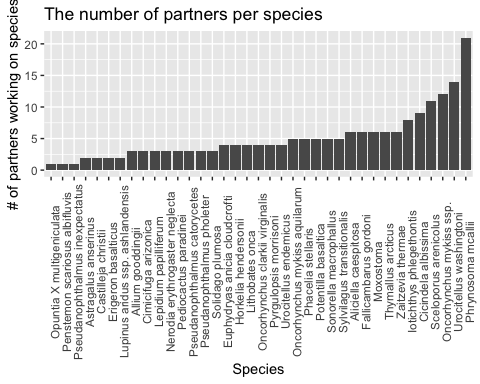 The number of partners per species
# of partners working on species
20
15
10
5
0
Opuntia X multigeniculata
Penstemon scariosus albifluvis
Pseudanophthalmus inexpectatus
Astragalus anserinus
Castilleja christii
Erigeron basalticus
Lupinus aridus ssp. ashlandensis
Allium gooddingii
Cimicifuga arizonica
Lepidium papilliferum
Nerodia erythrogaster neglecta
Pediocactus paradinei
Pseudanophthalmus catorycetes
Pseudanophthalmus pholeter
Solidago plumosa
Euphydryas anicia cloudcrofti
Horkelia hendersonii
Lithobates onca
Oncorhynchus clarkii virginalis
Pyrgulopsis morrisoni
Urocitellus endemicus
Oncorhynchus mykiss aquilarum
Phacelia stellaris
Potentilla basaltica
Sonorella macrophallus
Sylvilagus transitionalis
Aliciella caespitosa
Fallicambarus gordoni
Moxostoma
Thymallus arcticus
Zaitzevia thermae
Iotichthys phlegethontis
Cicindela albissima
Sceloporus arenicolus
Oncorhynchus mykiss ssp.
Urocitellus washingtoni
Phrynosoma mcallii
Species